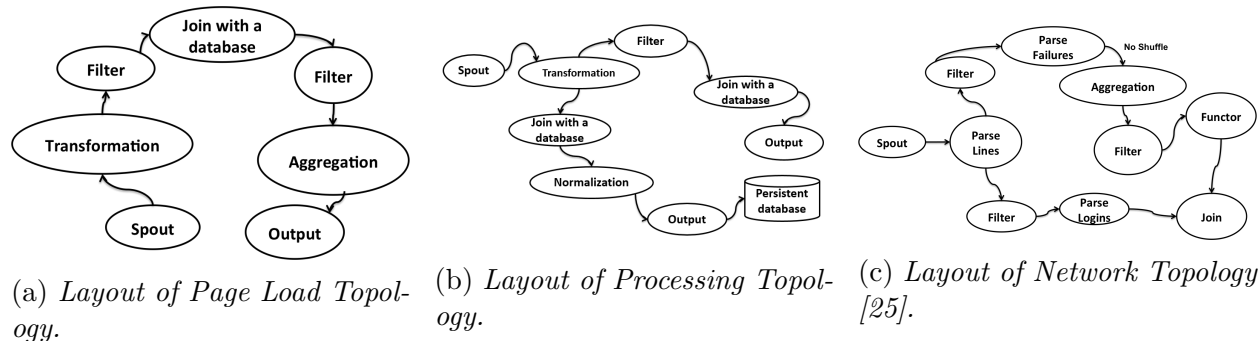 Join with a
database
Filter
Filter
Transformation
Aggregation
Spout
Output
(a) Layout of Page Load Topol-
ogy.
Filter
Spout
Transformation
Join with a
database
Join with a
database
Output
Normalization
Persistent
database
Output
(b) Layout of Processing Topol-
ogy.
Parse
Failures
No Shuffle
Filter
Aggregation
Functor
Spout
Parse
Lines
Filter
Filter
Parse
Logins
Join
(c) Layout of Network Topology
[25].